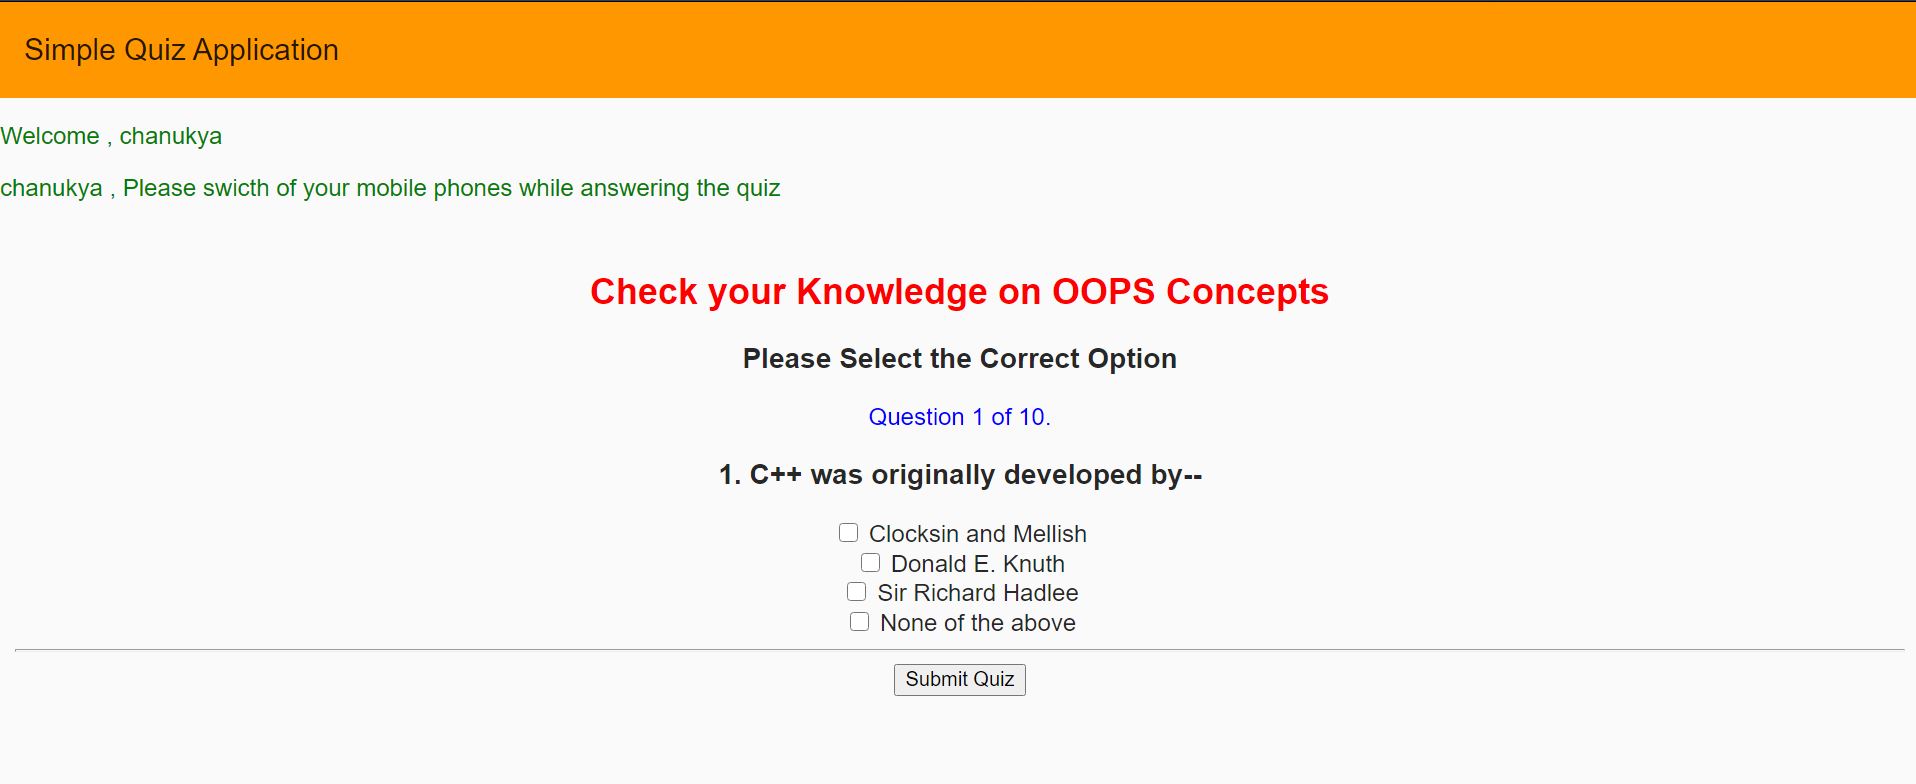 Simple Quiz Application
Welcome , chanukya
chanukya , Please swicth of your mobile phones while answering the quiz
Check your Knowledge on OOPS Concepts
Please Select the Correct Option
Question 1 of 10.
1. C++ was originally developed by--
Clocksin and Mellish
Donald E. Knuth
Sir Richard Hadlee
None of the above
Submit Quiz